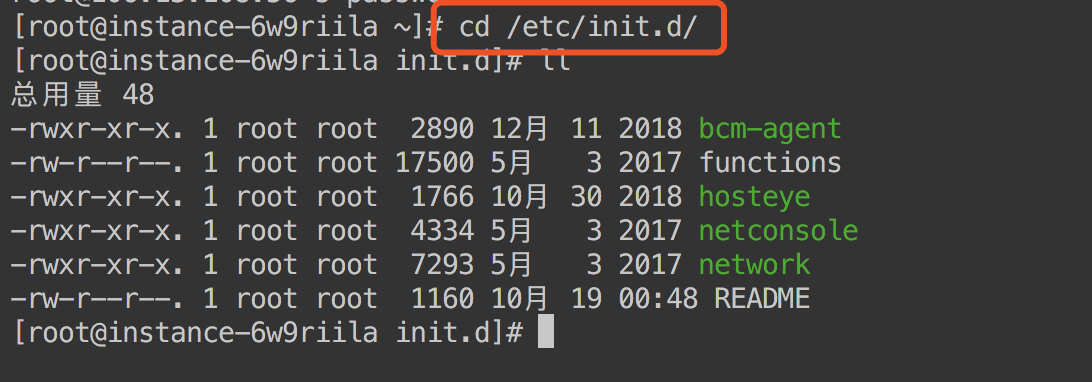 [root@instance-6w9riila ~]# cd /etc/init.d/
[root@instance-6w9riila init.d]# ll
总用量 48
-rwxr-xr-x. 1 root root  2890 12月 11 2018 bcm-agent
-rw-r--r--. 1 root root 17500 5月   3 2017 functions
-rwxr-xr-x. 1 root root  1766 10月 30 2018 hosteye
-rwxr-xr-x. 1 root root  4334 5月   3 2017 netconsole
-rwxr-xr-x. 1 root root  7293 5月   3 2017 network
-rw-r--r--. 1 root root  1160 10月 19 00:48 README
[root@instance-6w9riila init.d]#